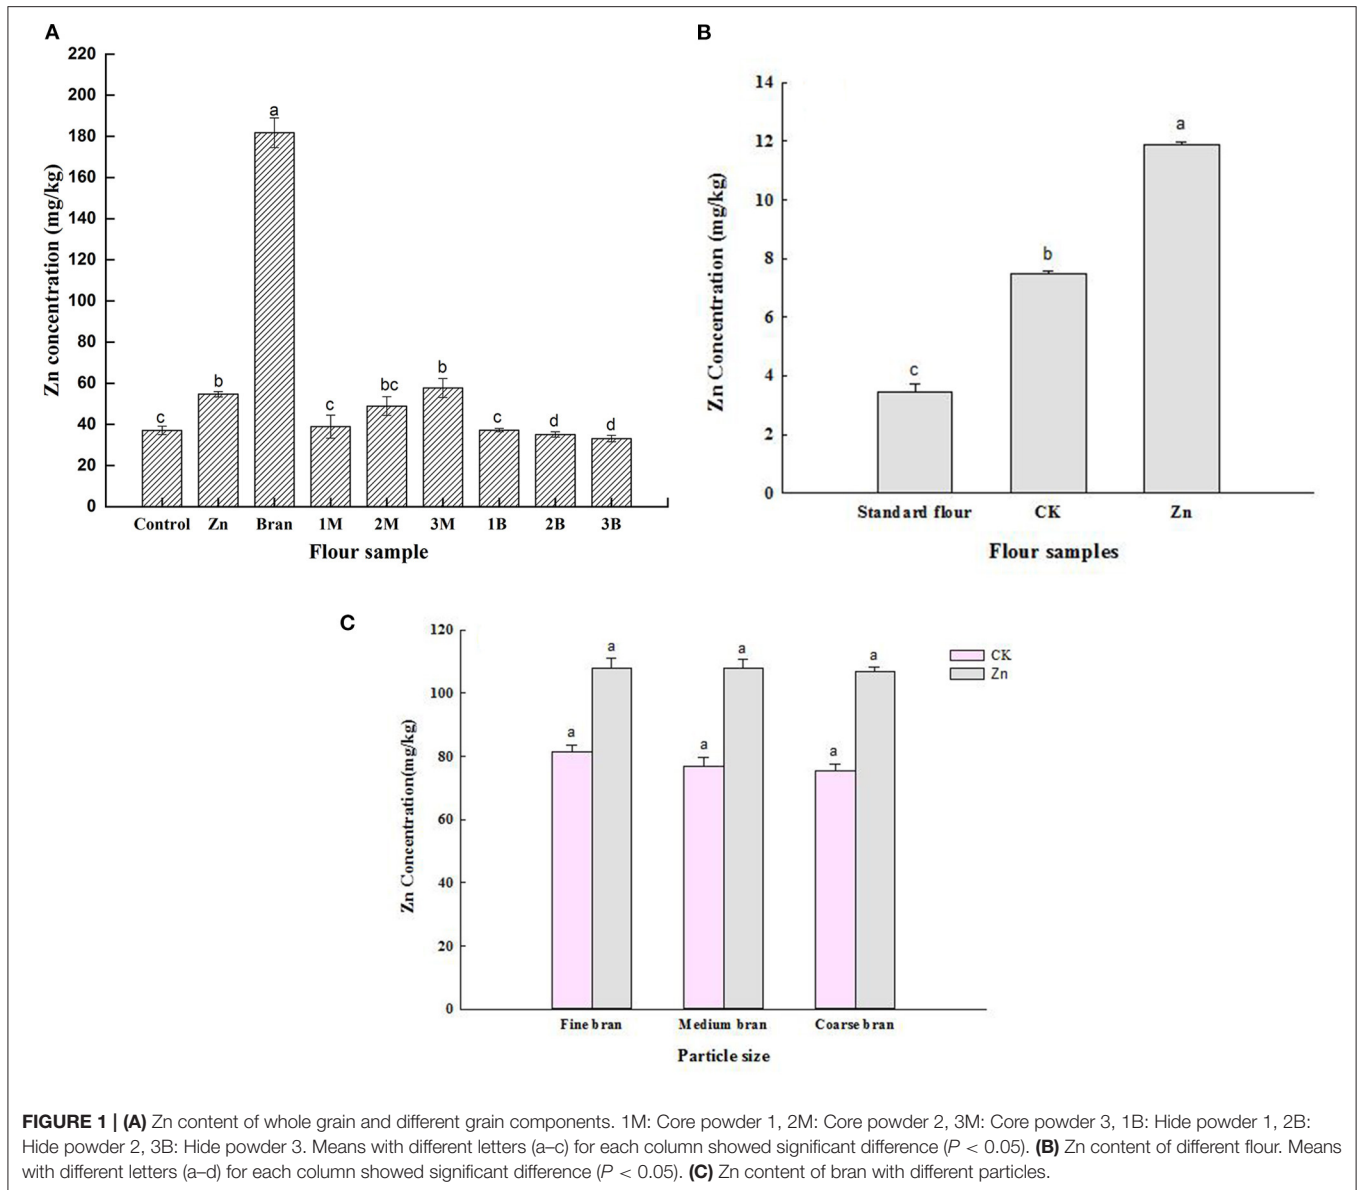 A
220
200
180
160
140
120
100
80
60
40
20
0
Zn concentration (mg/kg)
c
b
a
c
bc
b
c
d
d
Control Zn Bran 1M 2M 3M 1B 2B 3B
Flour sample
B
14
12
10
8
6
4
2
0
Zn Concentration (mg/kg)
c
b
a
Standard flour CK Zn
Flour samples
C
120
100
80
60
40
20
0
Zn Concentration(mg/kg)
a
a
a
a
a
a
CK
Zn
Fine bran Medium bran Coarse bran
Particle size
FIGURE 1 | (A) Zn content of whole grain and different grain components. 1M: Core powder 1, 2M: Core powder 2, 3M: Core powder 3, 1B: Hide powder 1, 2B:
Hide powder 2, 3B: Hide powder 3. Means with different letters (a–c) for each column showed significant difference (P < 0.05). (B) Zn content of different flour. Means
with different letters (a–d) for each column showed significant difference (P < 0.05). (C) Zn content of bran with different particles.